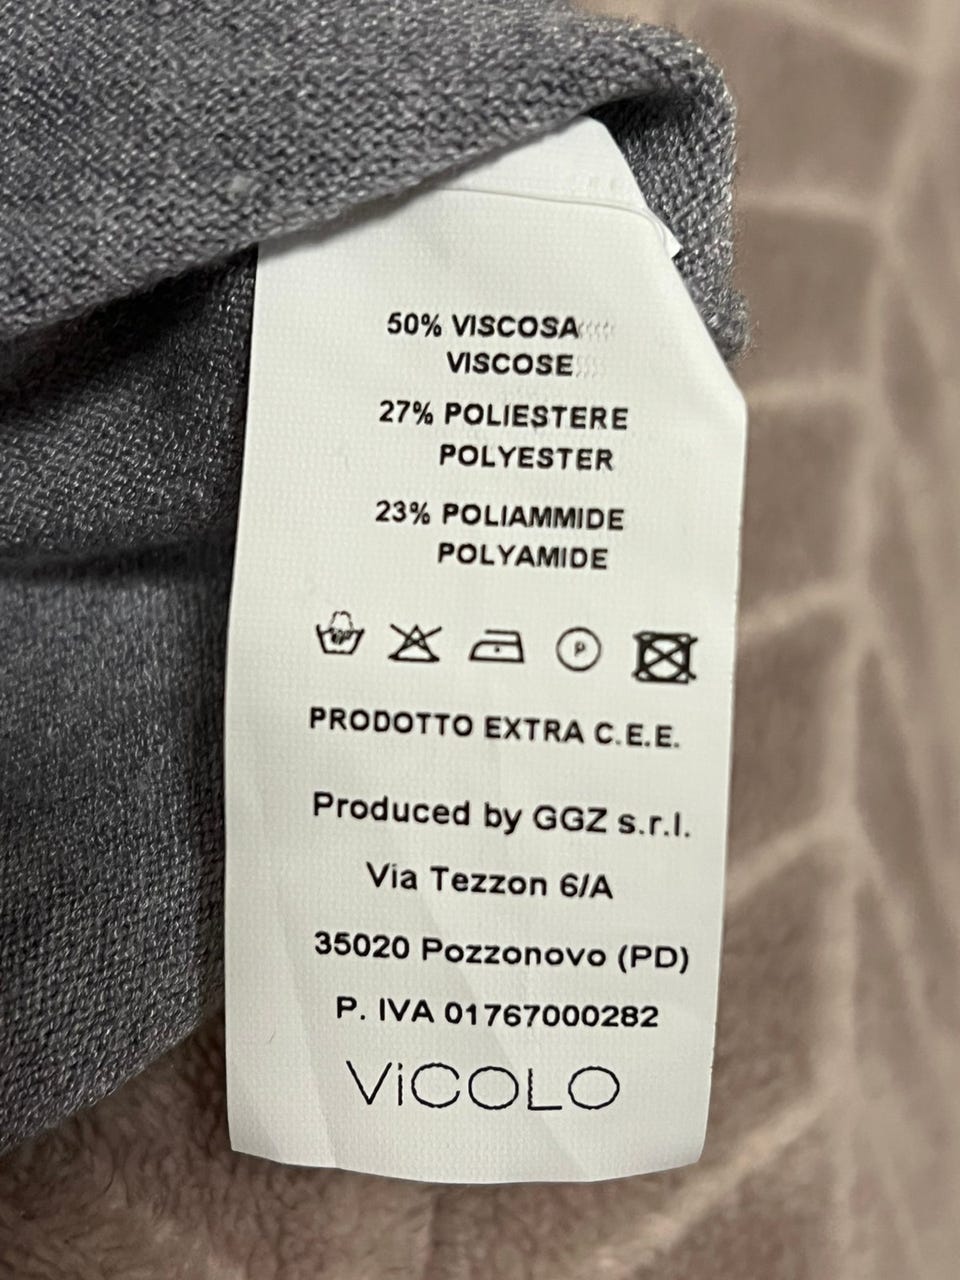 50% VISCOSA
VISCOSE
27% POLIESTERE
POLYESTER
23% POLIAMMIDE
POLYAMIDE
P
PRODOTTO EXTRA C.E.E.
Produced by GGZ s.r.l.
Via Tezzon 6/A
35020 Pozzonovo (PD)
P. IVA 01767000282
ViCOLO